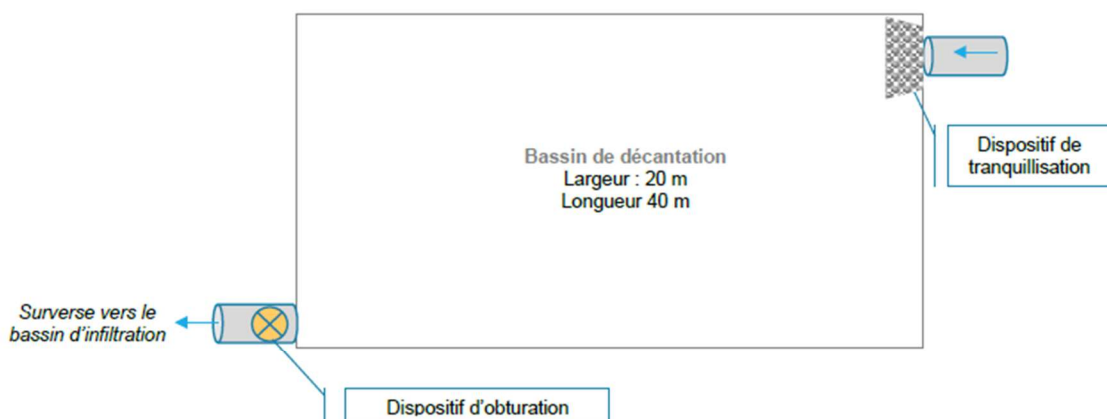 Dispositif de
tranquillisation
Bassin de décantation
Largeur : 20 m
Longueur 40 m
Surverse vers le
bassin d'infiltration
Dispositif d'obturation